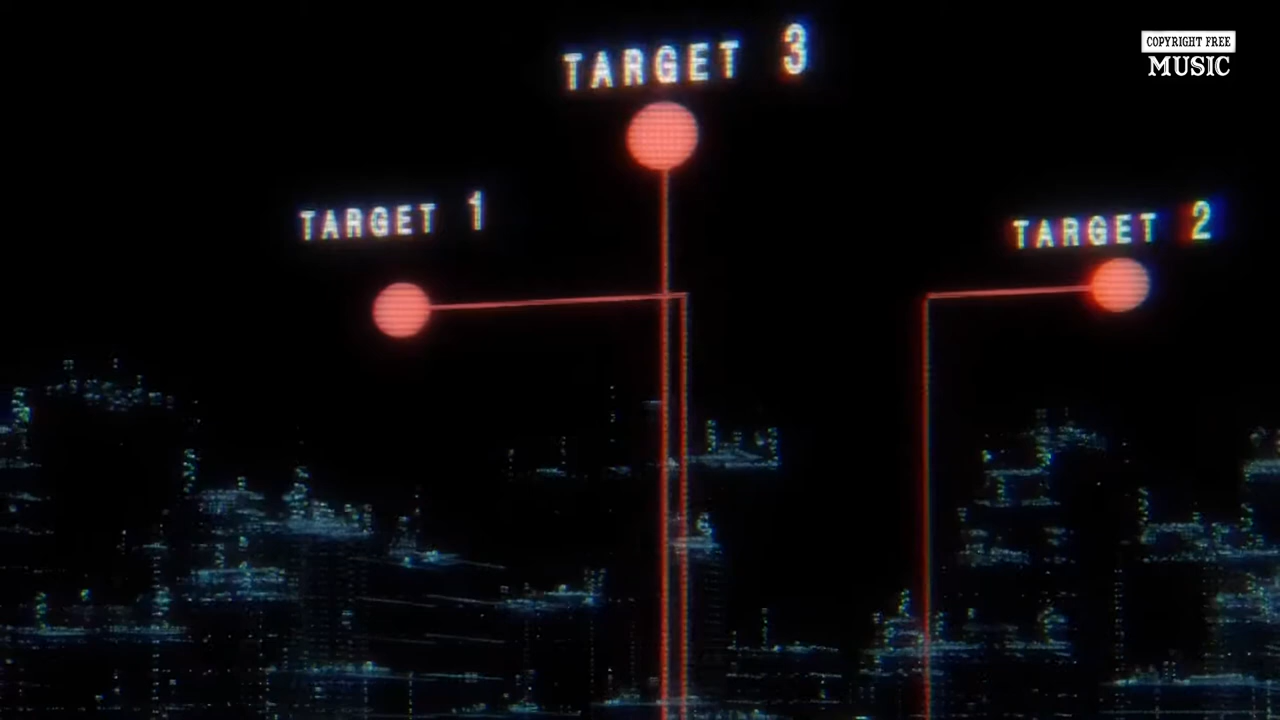 TARGET 3
COPYRIGHT FREE
MUSIC
TARGET 1
TARGET 2